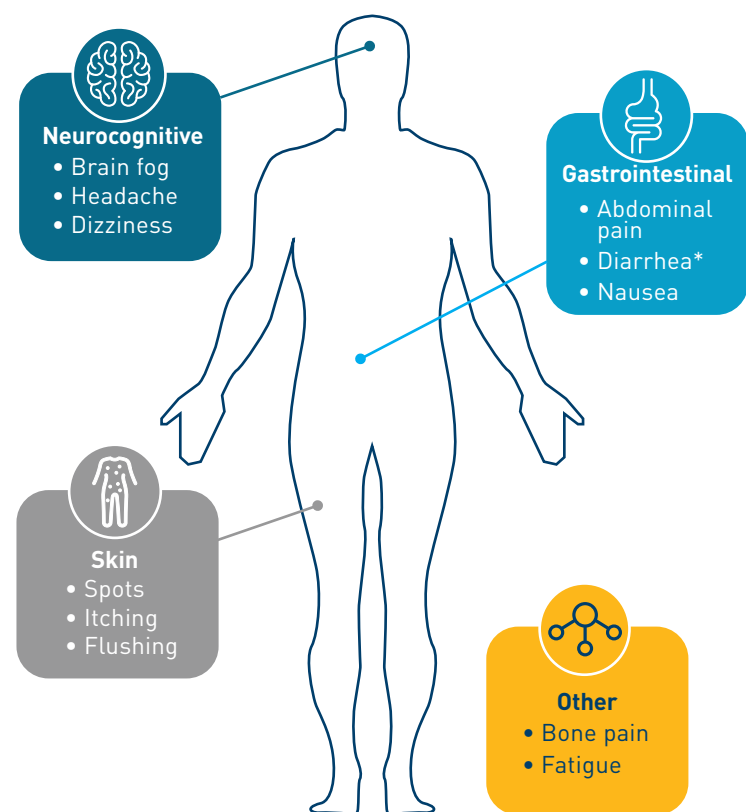 Neurocognitive
• Brain fog
• Headache
• Dizziness
Gastrointestinal
• Abdominal
pain
• Diarrhea*
• Nausea
Skin
• Spots
• Itching
• Flushing
Other
• Bone pain
• Fatigue